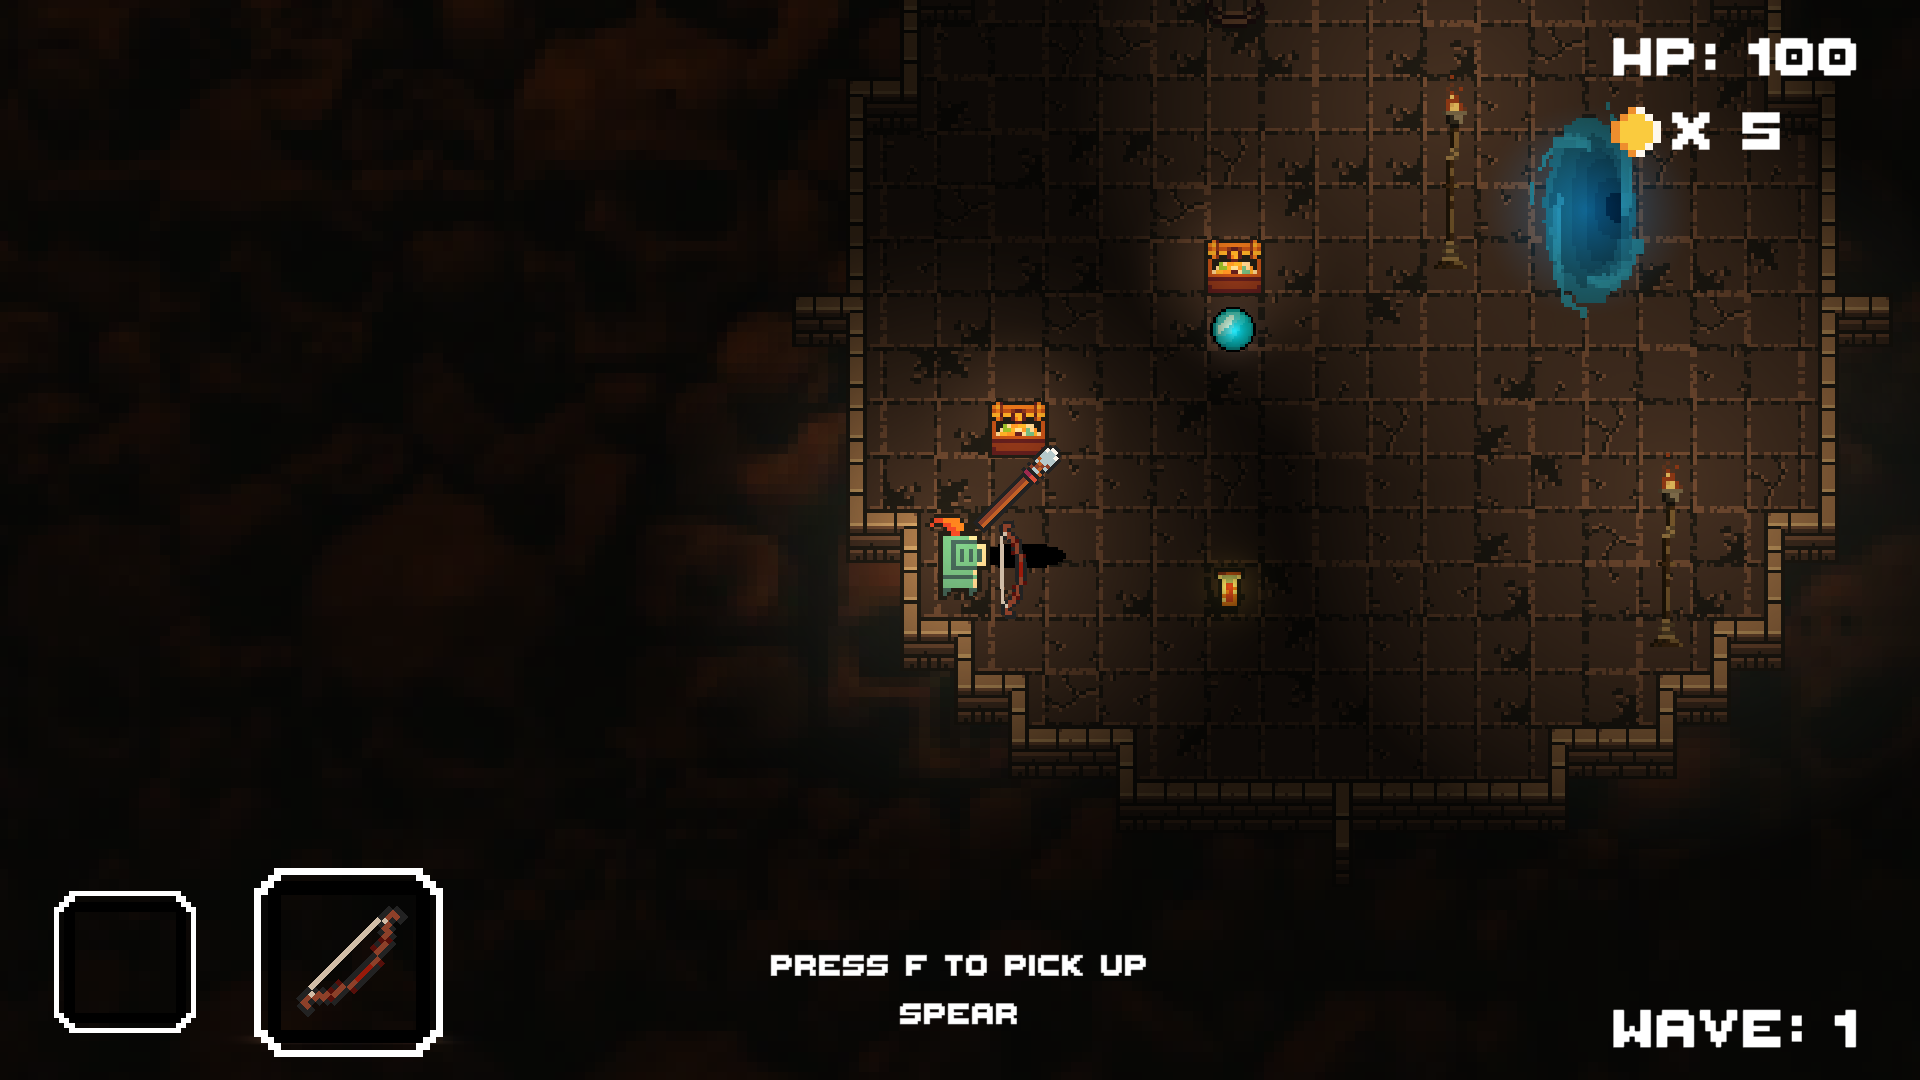 HP: 100
X 5
PRESS F TO PICK UP
SPEAR
WAVE: 1